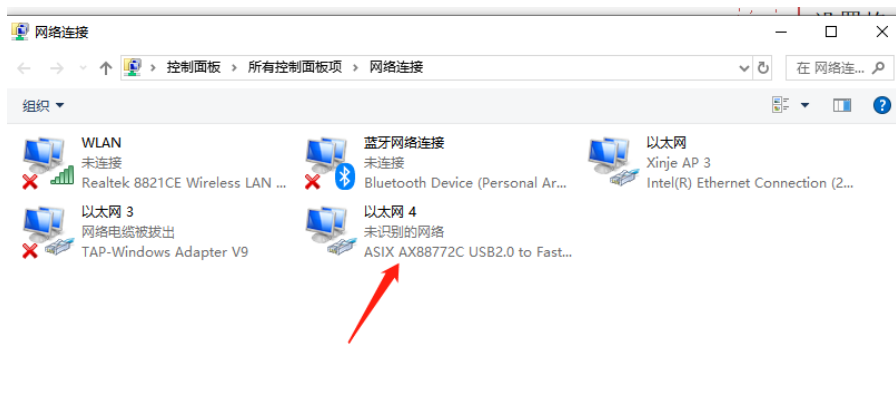 网络连接
控制面板 › 所有控制面板项 › 网络连接
在 网络连...
组织
WLAN
未连接
Realtek 8821CE Wireless LAN ...
蓝牙网络连接
未连接
Bluetooth Device (Personal Ar...
以太网
Xinje AP 3
Intel(R) Ethernet Connection (2...
以太网 3
网络电缆被拔出
TAP-Windows Adapter V9
以太网 4
未识别的网络
ASIX AX88772C USB2.0 to Fast...